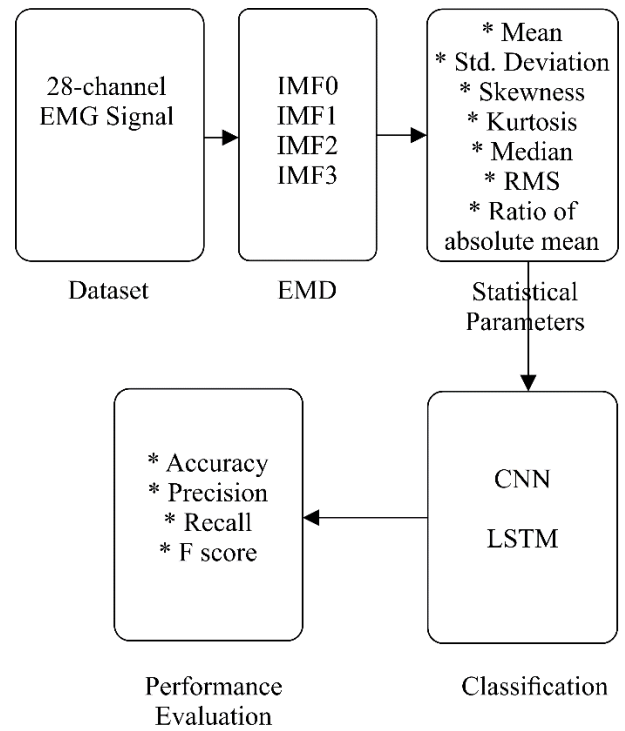 28-channel
EMG Signal
Dataset
IMF0
IMF1
IMF2
IMF3
EMD
* Mean
* Std. Deviation
* Skewness
* Kurtosis
* Median
* RMS
* Ratio of
absolute mean
Statistical
Parameters
CNN
LSTM
Classification
* Accuracy
* Precision
* Recall
* F score
Performance
Evaluation